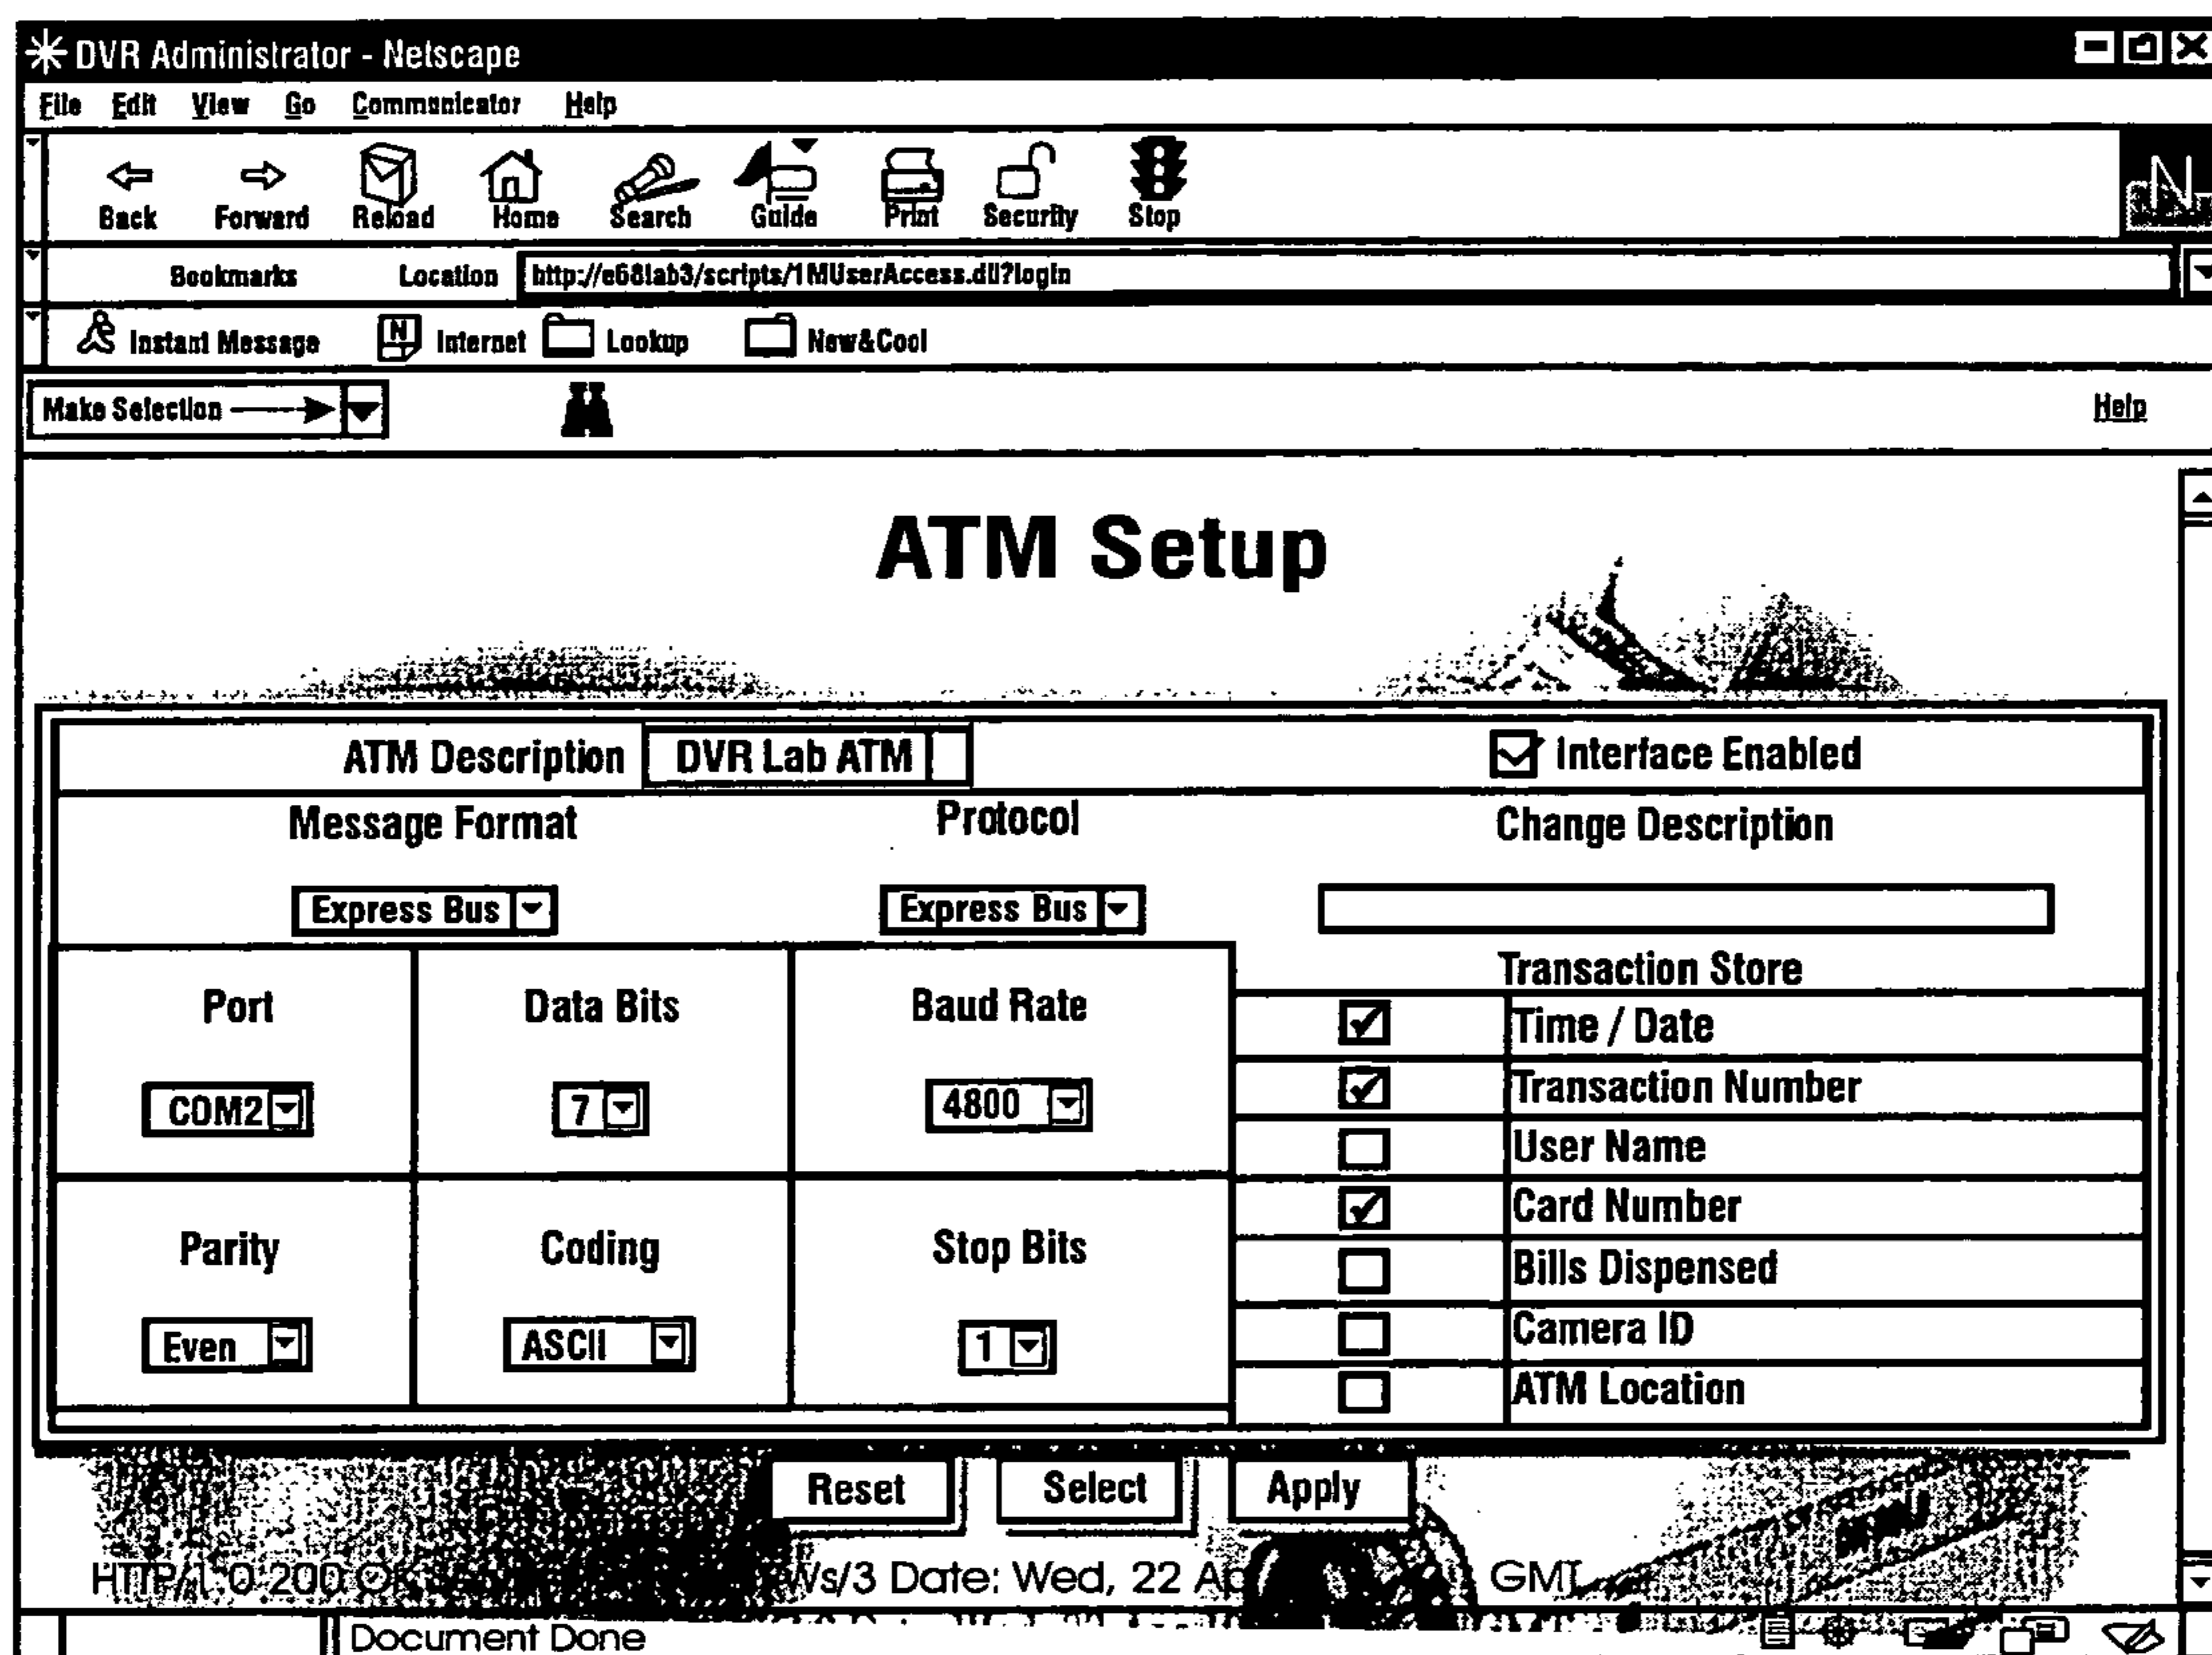 DVR Administrator - Netscape
File Edit View Go Communicator Help
Back Forward Reload Home Search Guide Print Security Stop
N
Bookmarks Location http://e68lab3/scripts/1MUserAccess.dll?login
Instant Message N Internet Lookup New&Cool
Make Selection Help
ATM Setup
ATM Description DVR Lab ATM Interface Enabled
Message Format Protocol Change Description
Express Bus Express Bus
Transaction Store
Port Data Bits Baud Rate
Time / Date
Transaction Number
COM2 7 4800
User Name
Card Number
Parity Coding Stop Bits
Bills Dispensed
Camera ID
Even ASCII 1
ATM Location
Reset Select Apply
HTTP/1.0 200 Ws/3 Date: Wed, 22 GMT
Document Done